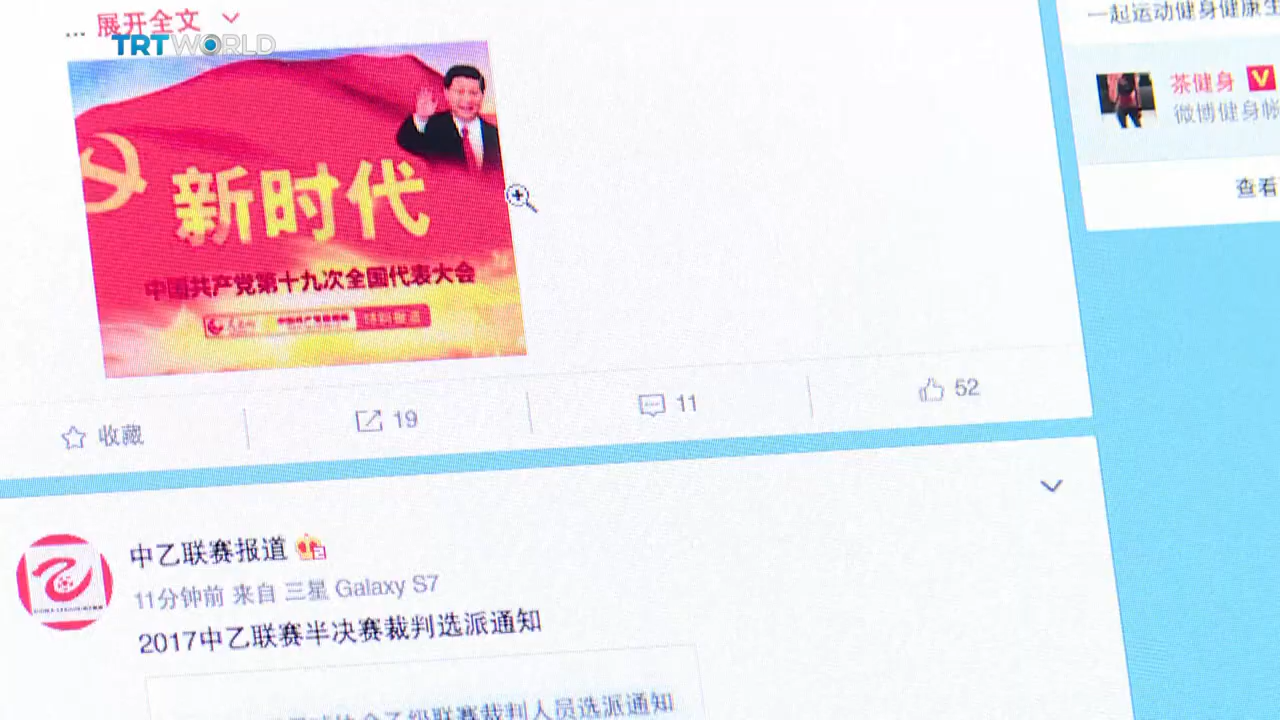 ... 展开全文
TRT WORLD
新时代
中国共产党第十九次全国代表大会
收藏
19
11
52
中乙联赛报道
11分钟前 来自 三星 Galaxy S7
2017中乙联赛半决赛裁判选派通知
乙级联赛裁判人员选派通知
一起运动健身健康生
茶健身 V
微博健身帐
查看